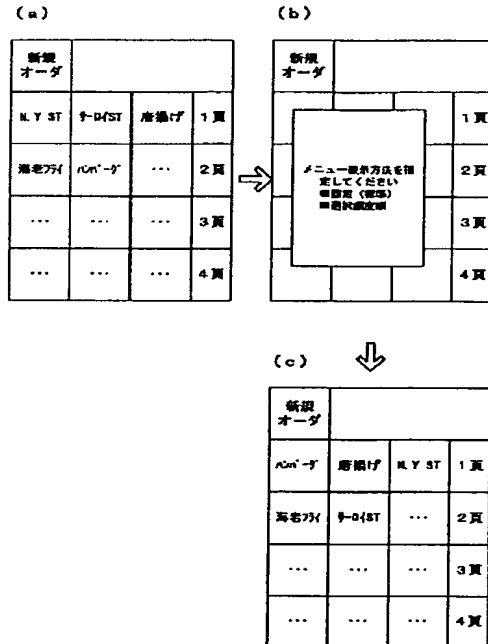 (a)
新規
オーダ
N.Y ST サーロイST 唐揚げ 1頁
海老フライ ハンバーグ ... 2頁
... ... ... 3頁
... ... ... 4頁
(b)
新規
オーダ
1頁
2頁
3頁
4頁
メニュー表示方法を指
定してください
■固定(標準)
■選択頻度順
(c)
新規
オーダ
ハンバーグ 唐揚げ N.Y ST 1頁
海老フライ サーロイST ... 2頁
... ... ... 3頁
... ... ... 4頁